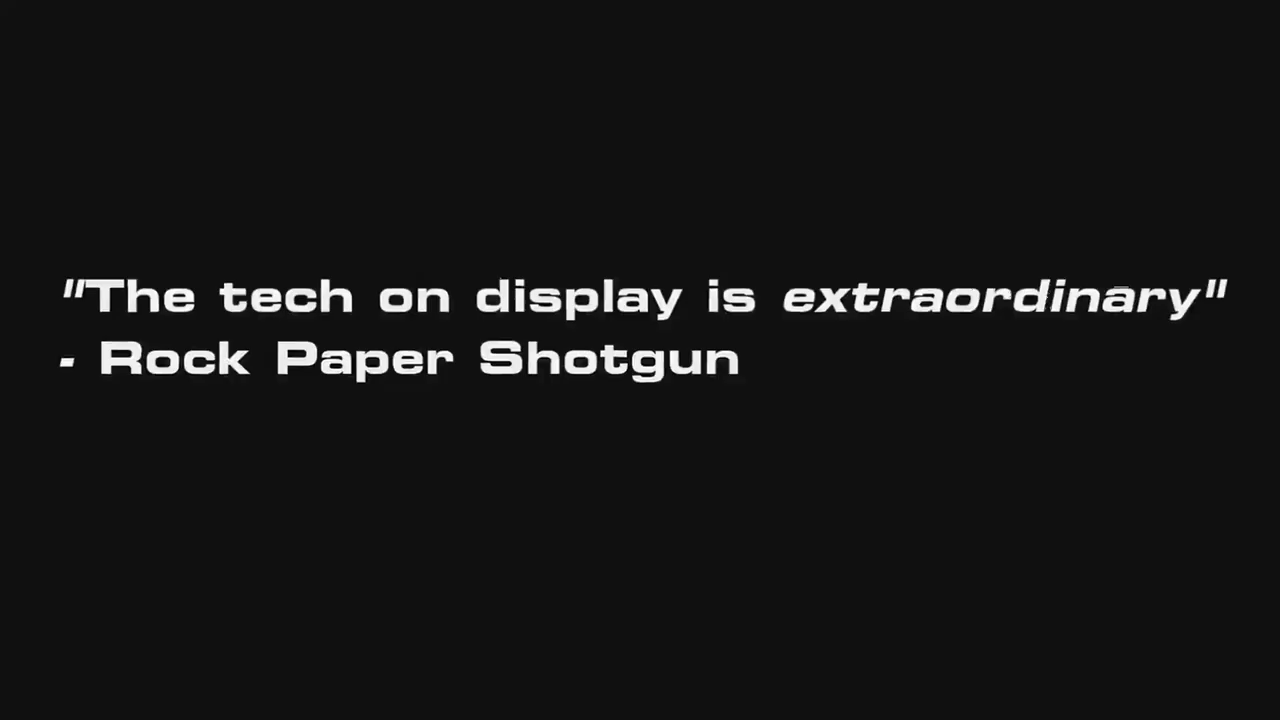 "The tech on display is extraordinary"
- Rock Paper Shotgun